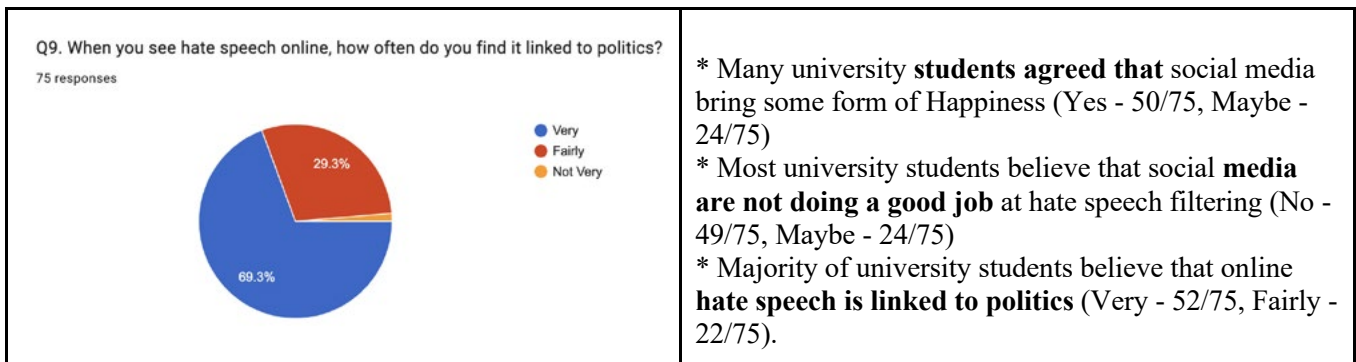 Q9. When you see hate speech online, how often do you find it linked to politics?
75 responses
Very
Fairly
Not Very
29.3%
69.3%
* Many university students agreed that social media
bring some form of Happiness (Yes - 50/75, Maybe -
24/75)
* Most university students believe that social media
are not doing a good job at hate speech filtering (No -
49/75, Maybe - 24/75)
* Majority of university students believe that online
hate speech is linked to politics (Very - 52/75, Fairly -
22/75).